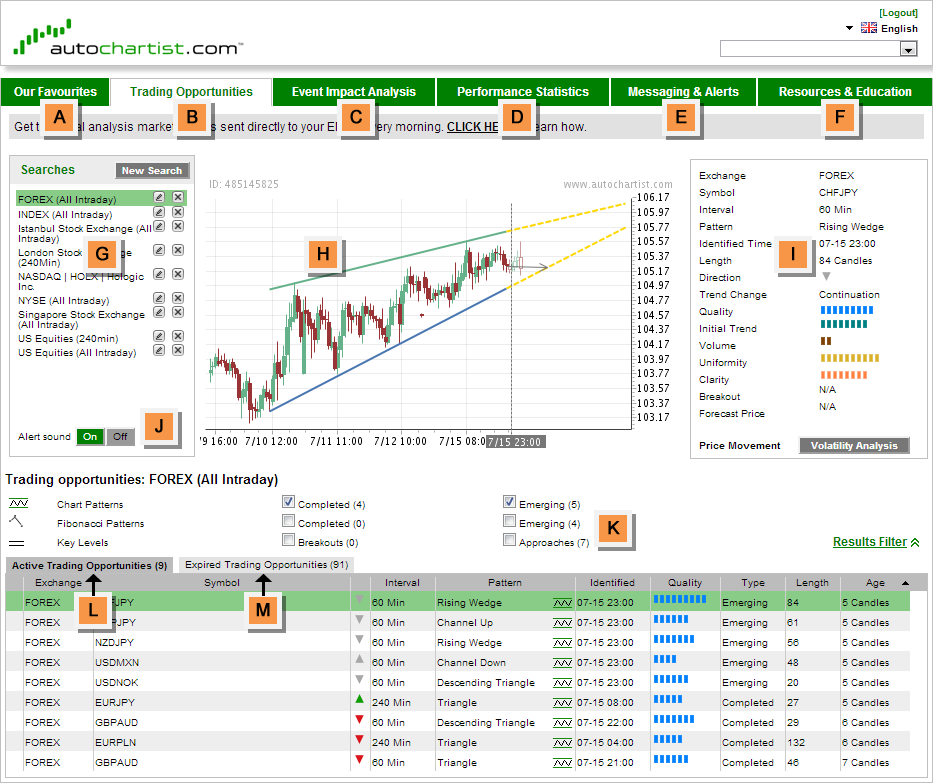 [Logout]
English
autochartist.com™
Our Favourites
Trading Opportunities
Event Impact Analysis
Performance Statistics
Messaging & Alerts
Resources & Education
A
B
C
D
E
F
Get analysis sent directly to your morning. CLICK how.
Searches
New Search
FOREX (All Intraday)
INDEX (All Intraday)
Istanbul Stock Exchange (All Intraday)
London Stock (240Min)
G
NASDAQ | HOLX | Hologic Inc.
NYSE (All Intraday)
Singapore Stock Exchange (All Intraday)
US Equities (240min)
US Equities (All Intraday)
Alert sound On Off
J
ID: 485145825
www.autochartist.com
H
106.17
105.97
105.77
105.57
105.37
105.17
104.97
104.77
104.57
104.37
104.17
103.97
103.77
103.57
103.37
103.17
16:00 7/10 12:00 7/11 11:00 7/12 10:00 7/15 08:0 7/15 23:00
Exchange FOREX
Symbol CHFJPY
Interval 60 Min
Pattern Rising Wedge
Identified Time 07-15 23:00
Length 84 Candles
I
Direction
Trend Change Continuation
Quality
Initial Trend
Volume
Uniformity
Clarity
Breakout N/A
Forecast Price N/A
Price Movement Volatility Analysis
Trading opportunities: FOREX (All Intraday)
Chart Patterns Completed (4) Emerging (5)
Fibonacci Patterns Completed (0) Emerging (4)
Key Levels Breakouts (0) Approaches (7)
K
Results Filter
Active Trading Opportunities (9) Expired Trading Opportunities (91)
Exchange Symbol Interval Pattern Identified Quality Type Length Age
L
M
FOREX 60 Min Rising Wedge 07-15 23:00 Emerging 84 5 Candles
FOREX 60 Min Channel Up 07-15 23:00 Emerging 61 5 Candles
FOREX NZDJPY 60 Min Rising Wedge 07-15 23:00 Emerging 56 5 Candles
FOREX USDMXN 60 Min Channel Down 07-15 23:00 Emerging 48 5 Candles
FOREX USDNOK 60 Min Descending Triangle 07-15 23:00 Emerging 20 5 Candles
FOREX EURJPY 240 Min Triangle 07-15 08:00 Completed 27 5 Candles
FOREX GBPAUD 60 Min Descending Triangle 07-15 22:00 Completed 29 6 Candles
FOREX EURPLN 240 Min Triangle 07-15 04:00 Completed 132 6 Candles
FOREX GBPAUD 60 Min Triangle 07-15 21:00 Completed 46 7 Candles